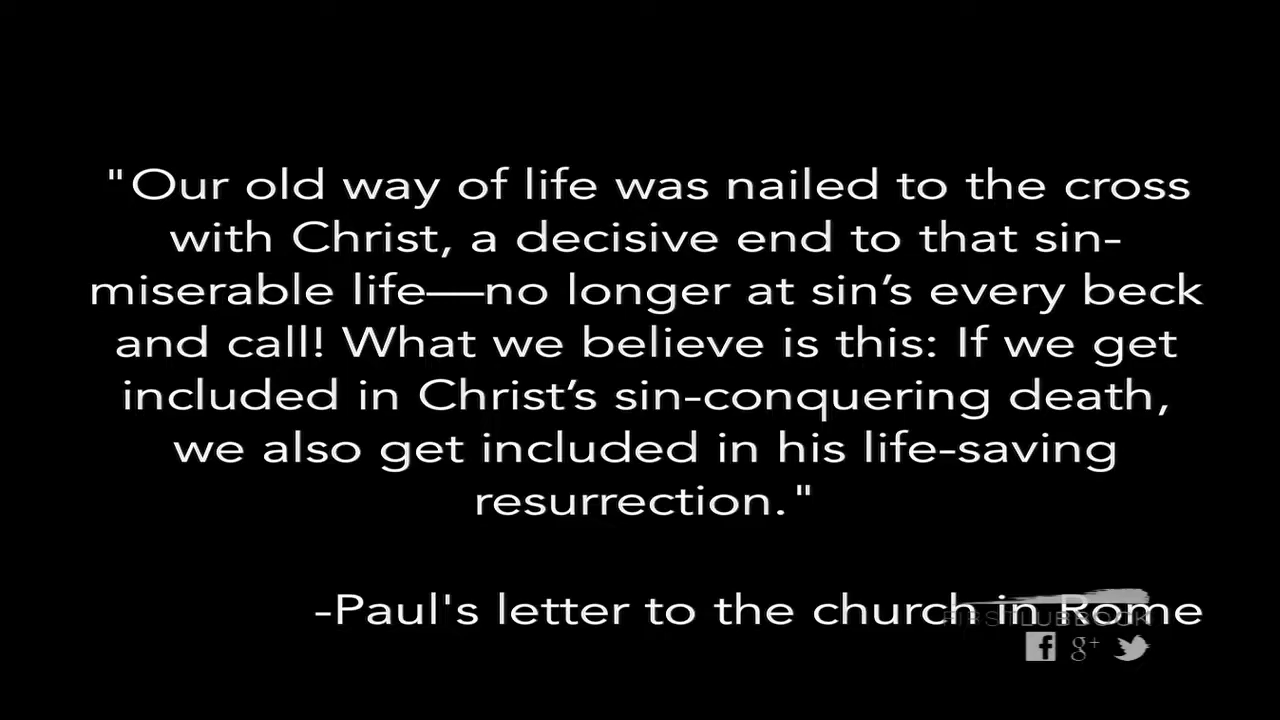 "Our old way of life was nailed to the cross
with Christ, a decisive end to that sin-
miserable life—no longer at sin’s every beck
and call! What we believe is this: If we get
included in Christ’s sin-conquering death,
we also get included in his life-saving
resurrection."
-Paul's letter to the church in Rome
FIRSTLUBBOCK
f g+